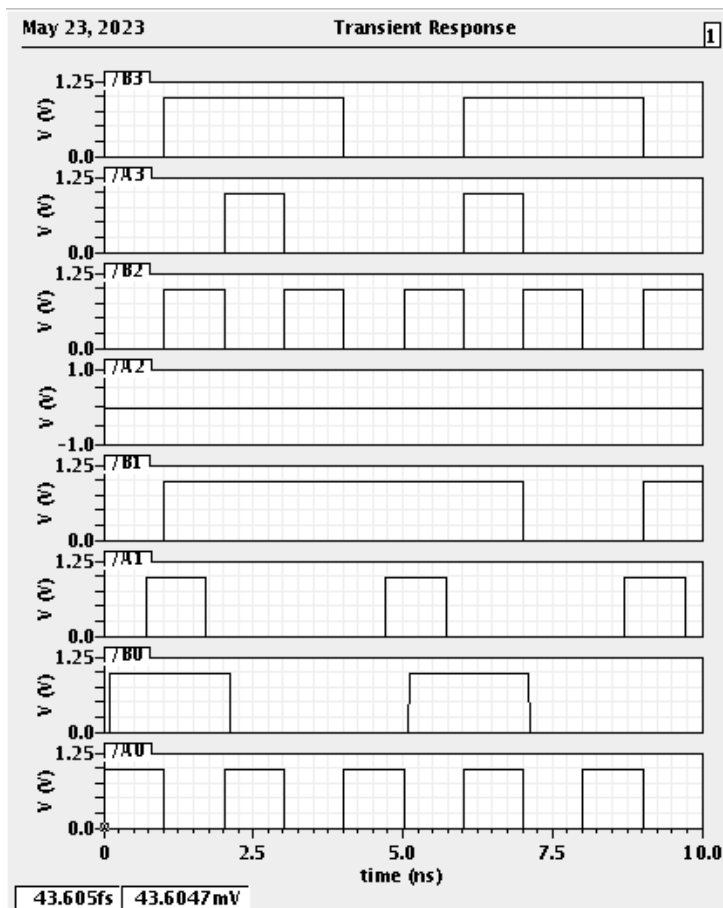 May 23, 2023 Transient Response 1
/B3
1.25
V (V)
0.0
/A3
1.25
V (V)
0.0
/B2
1.25
V (V)
0.0
/A2
1.0
V (V)
-1.0
/B1
1.25
V (V)
0.0
/A1
1.25
V (V)
0.0
/B0
1.25
V (V)
0.0
/A0
1.25
V (V)
0.0
0 2.5 5.0 7.5 10.0
time (ns)
43.605fs 43.6047mV